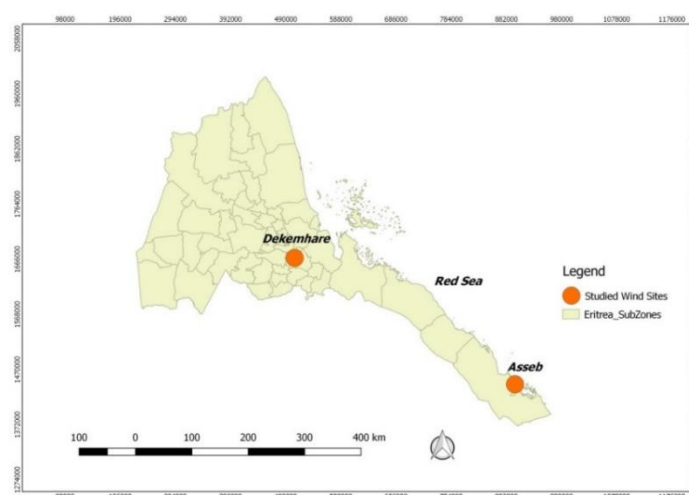 98000 196000 294000 392000 490000 588000 686000 784000 882000 980000 1078000 1176000
2058000
1960000
1862000
1764000
1666000
1568000
1470000
1372000
1274000
Dekemhare
Red Sea
Asseb
Legend
Studied Wind Sites
Eritrea_SubZones
100 0 100 200 300 400 km